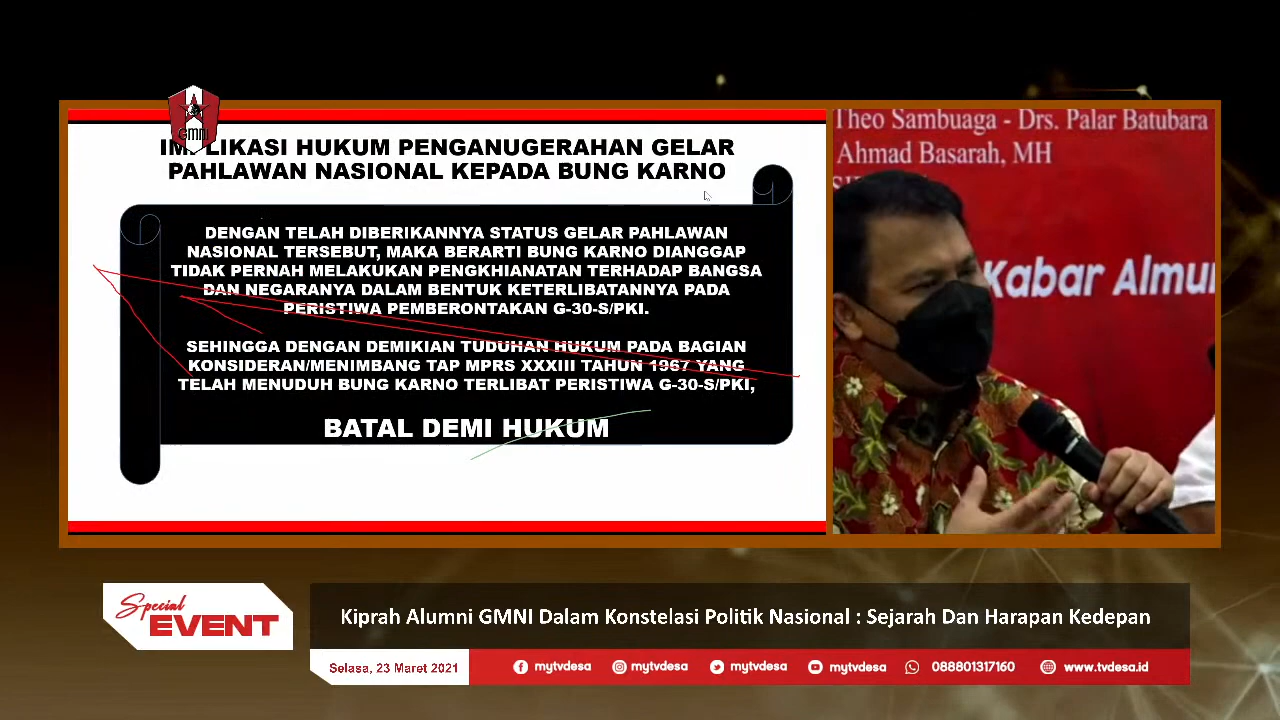 GMNI
IMPLIKASI HUKUM PENGANUGERAHAN GELAR
PAHLAWAN NASIONAL KEPADA BUNG KARNO
DENGAN TELAH DIBERIKANNYA STATUS GELAR PAHLAWAN
NASIONAL TERSEBUT, MAKA BERARTI BUNG KARNO DIANGGAP
TIDAK PERNAH MELAKUKAN PENGKHIANATAN TERHADAP BANGSA
DAN NEGARANYA DALAM BENTUK KETERLIBATANNYA PADA
PERISTIWA PEMBERONTAKAN G-30-S/PKI.
SEHINGGA DENGAN DEMIKIAN TUDUHAN HUKUM PADA BAGIAN
KONSIDERAN/MENIMBANG TAP MPRS XXXIII TAHUN 1967 YANG
TELAH MENUDUH BUNG KARNO TERLIBAT PERISTIWA G-30-S/PKI,
BATAL DEMI HUKUM
Theo Sambuaga - Drs. Palar Batubara
Ahmad Basarah, MH
Kabar Almu
Special
EVENT
Kiprah Alumni GMNI Dalam Konstelasi Politik Nasional : Sejarah Dan Harapan Kedepan
Selasa, 23 Maret 2021
mytvdesa mytvdesa mytvdesa mytvdesa 088801317160 www.tvdesa.id